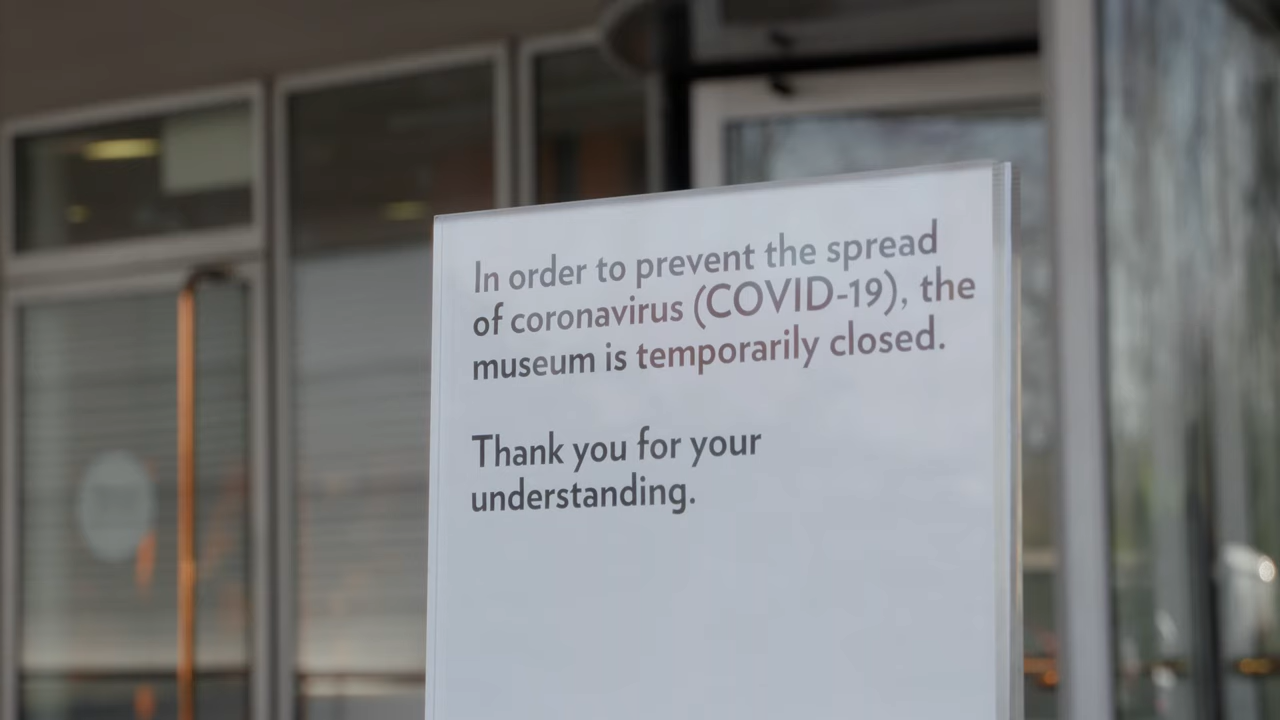 In order to prevent the spread
of coronavirus (COVID-19), the
museum is temporarily closed.
Thank you for your
understanding.